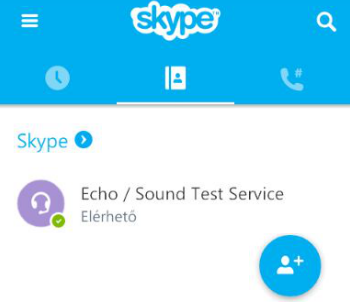 skype
Skype
Echo / Sound Test Service
Elérhető